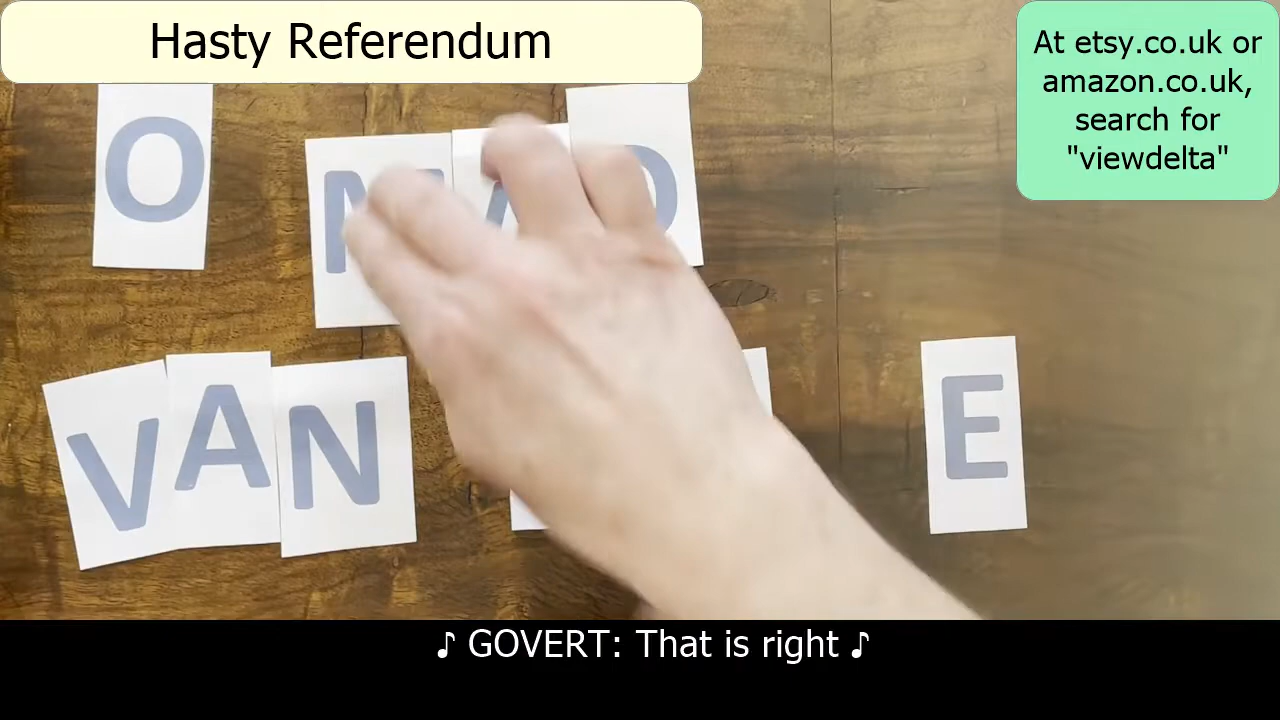 Hasty Referendum
At etsy.co.uk or
amazon.co.uk,
search for
"viewdelta"
O
VAN
E
♪ GOVERT: That is right ♪